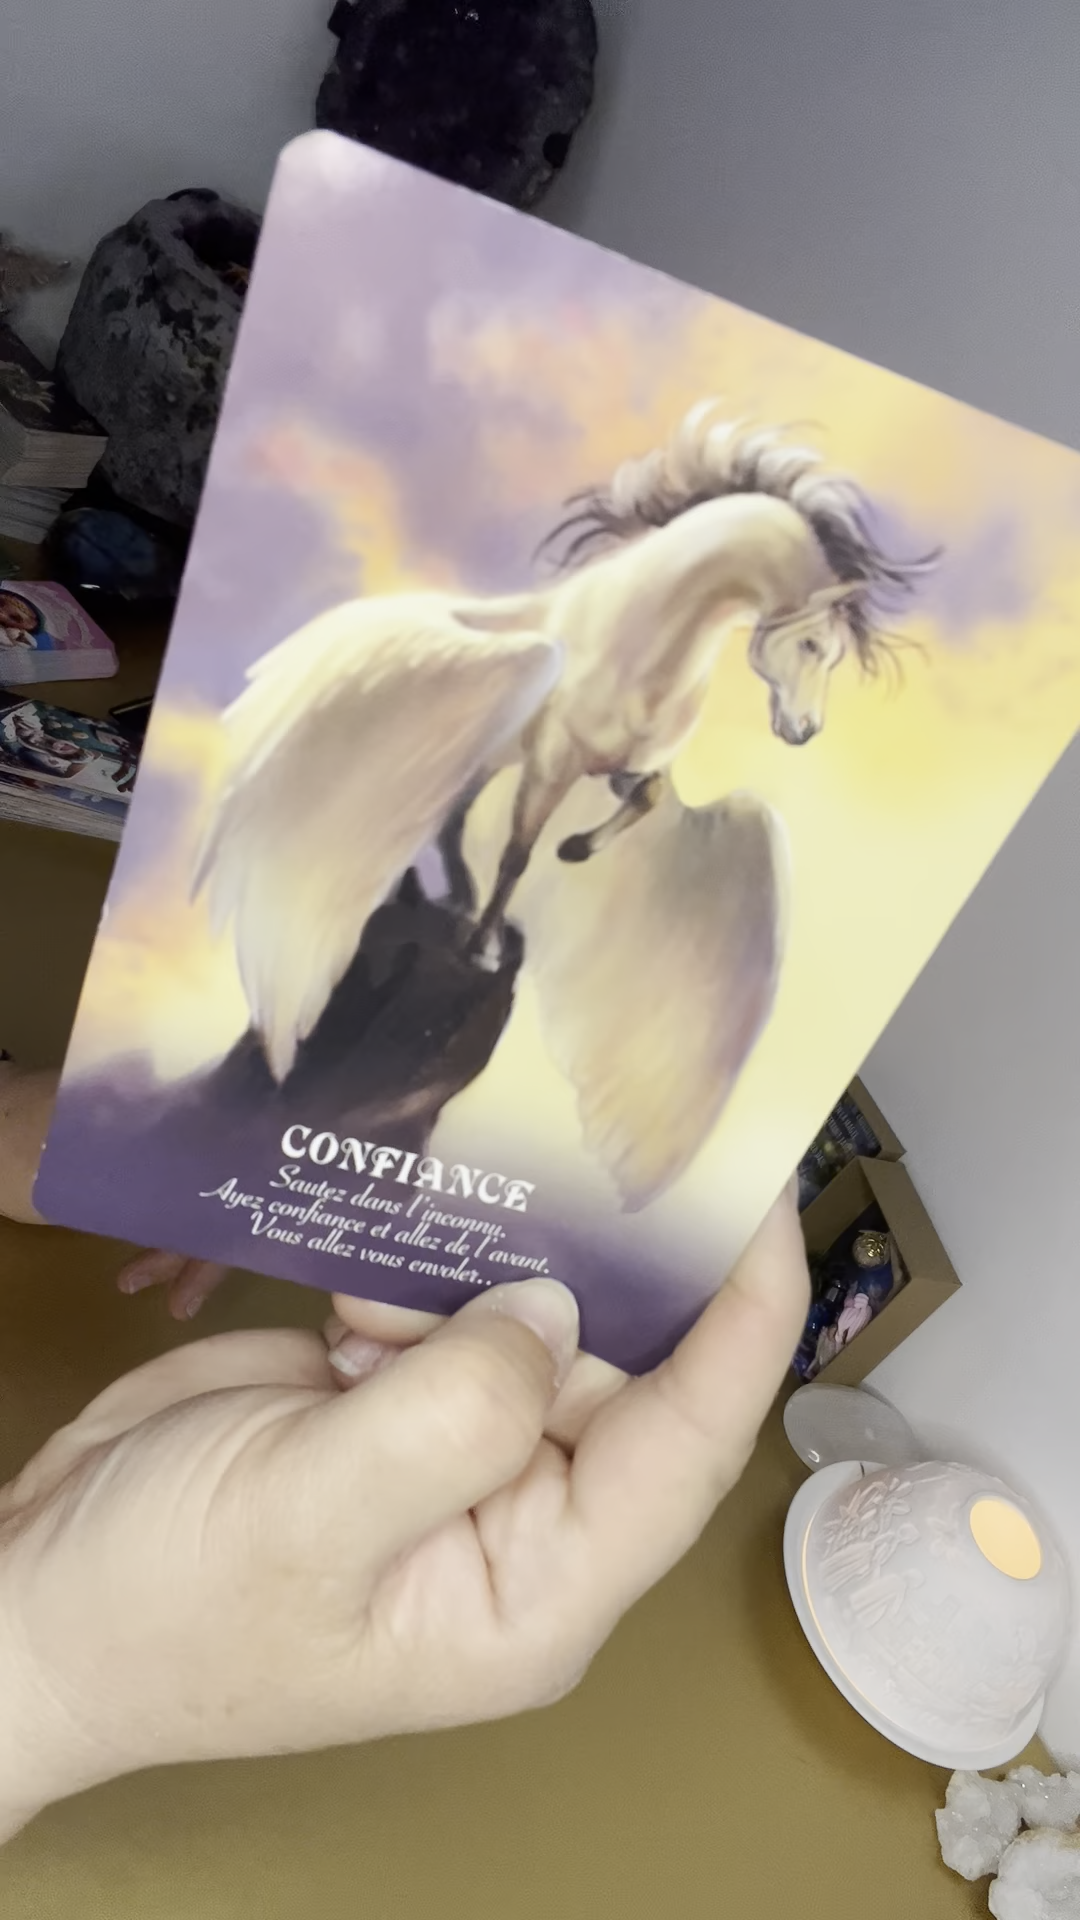 CONFIANCE
Sautez dans l'inconnu.
Ayez confiance et allez de l'avant.
Vous allez vous envoler...